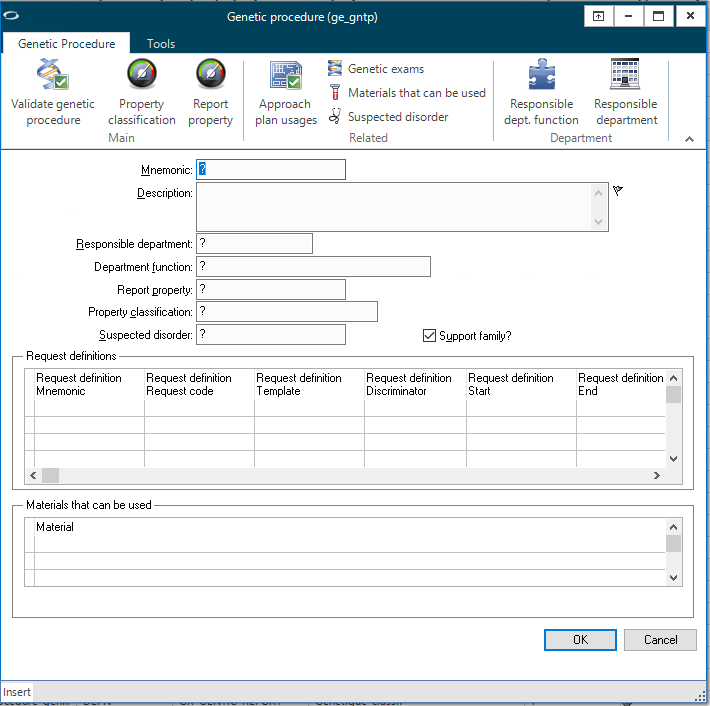 Genetic procedure (ge_gntp)
Genetic Procedure
Tools
Validate genetic
procedure
Property
classification
Report
property
Main
Approach
plan usages
Genetic exams
Materials that can be used
Suspected disorder
Related
Responsible
dept. function
Responsible
department
Department
Mnemonic: ?
Description:
Responsible department: ?
Department function: ?
Report property: ?
Property classification: ?
Suspected disorder: ?
Support family?
Request definitions
Request definition
Mnemonic
Request definition
Request code
Request definition
Template
Request definition
Discriminator
Request definition
Start
Request definition
End
Materials that can be used
Material
OK
Cancel
Insert